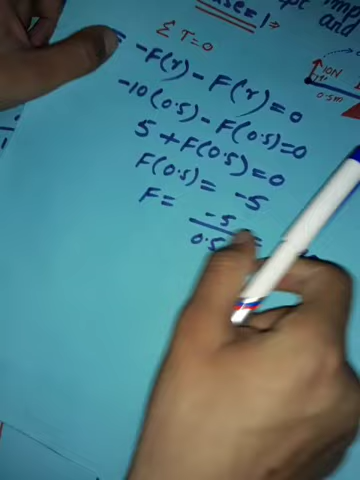 Case = 1 ⇒
and
Σ T=0
= -F(r) - F(r) = 0
-10(0.5) - F(0.5) = 0
5 + F(0.5) = 0
F(0.5) = -5
F = -5
0.5
10N
0.5m